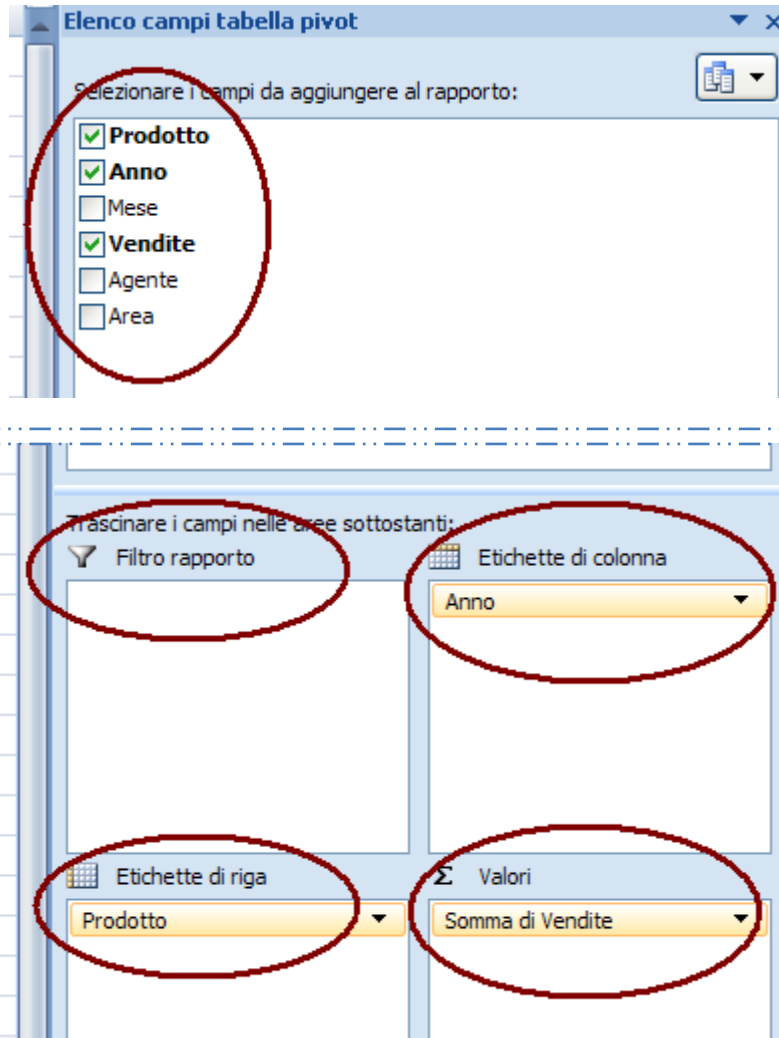 Elenco campi tabella pivot
Selezionare i campi da aggiungere al rapporto:
Prodotto
Anno
Mese
Vendite
Agente
Area
Trascinare i campi nelle aree sottostanti:
Filtro rapporto
Etichette di colonna
Anno
Etichette di riga
Σ Valori
Prodotto
Somma di Vendite